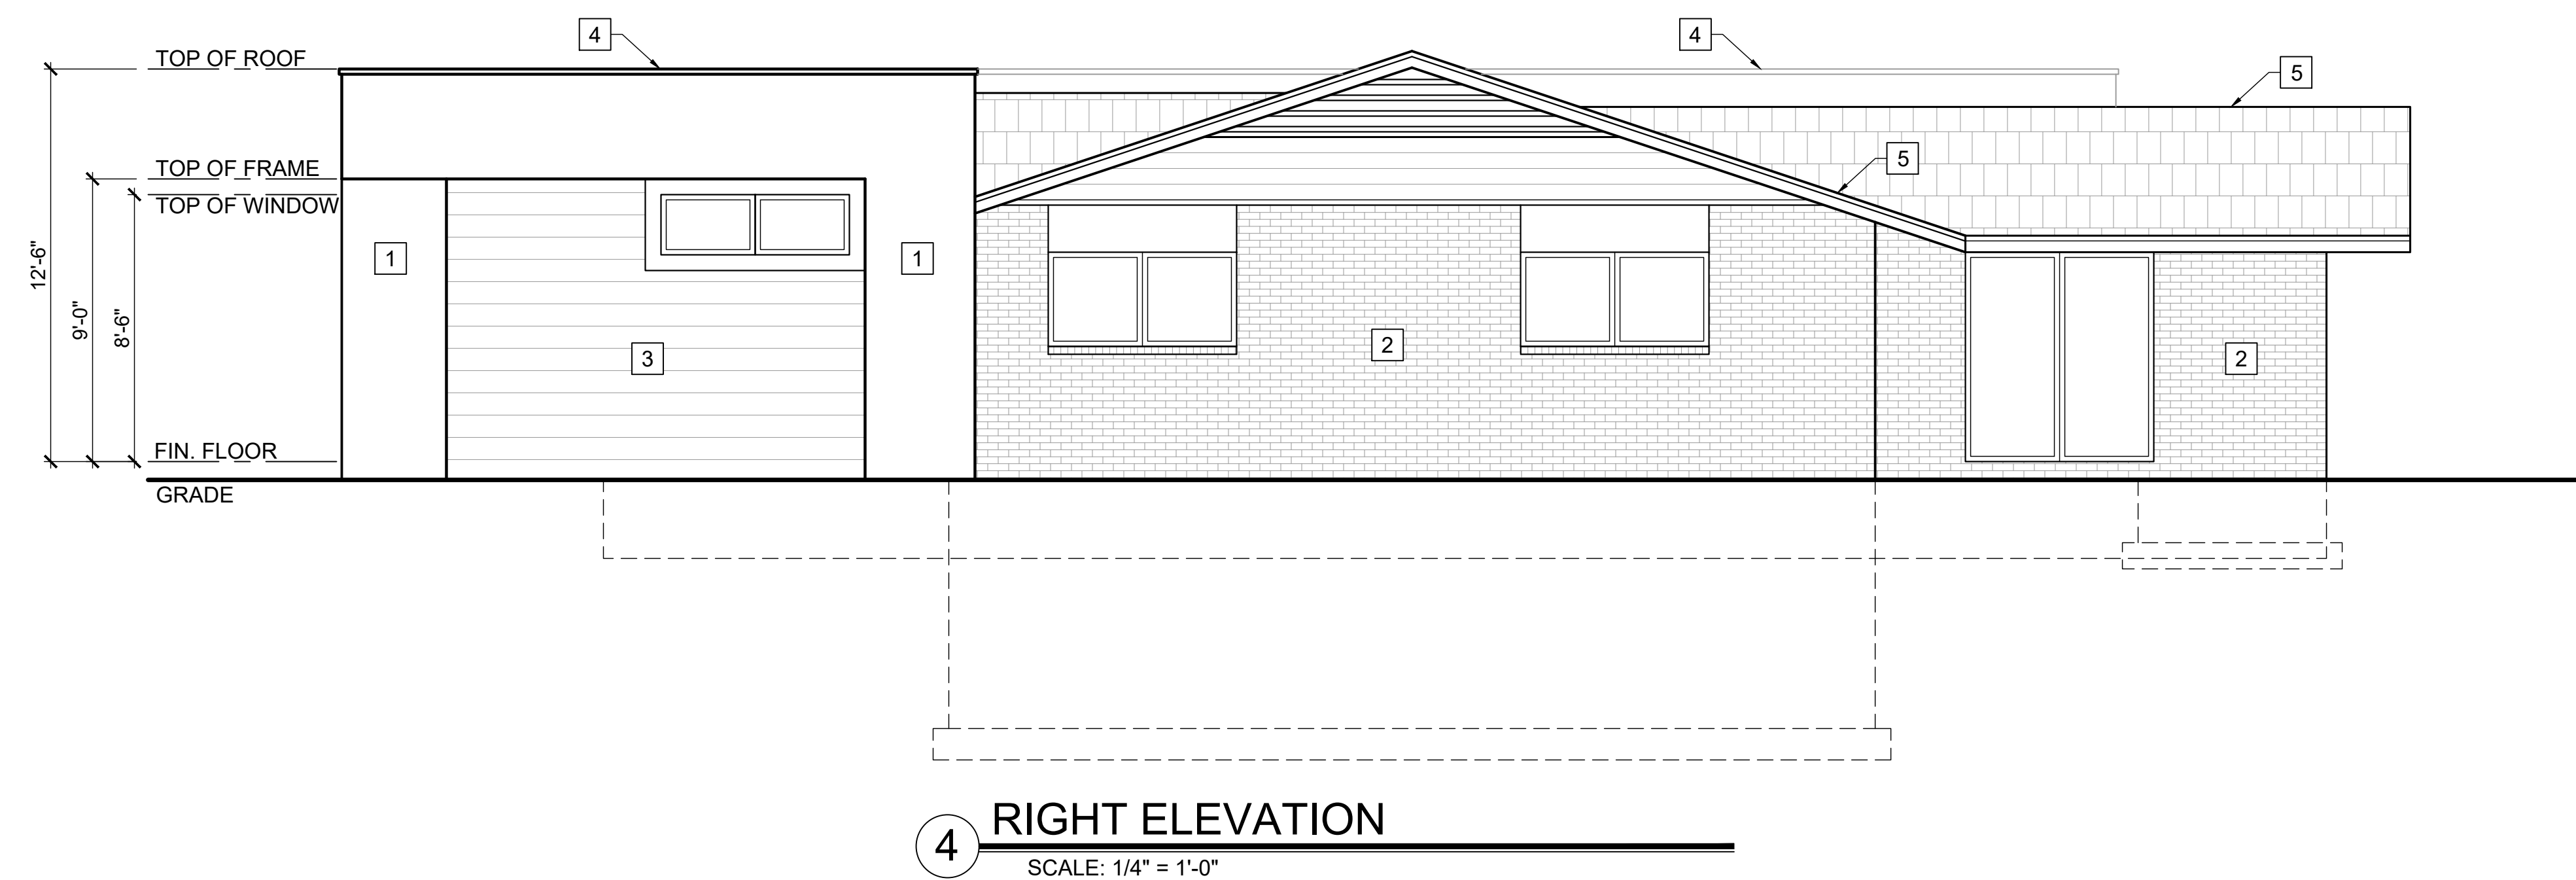 4
4
TOP OF ROOF
5
TOP OF FRAME
5
TOP OF WINDOW
12'-6"
9'-0"
8'-6"
1
1
3
2
2
FIN. FLOOR
GRADE
4 RIGHT ELEVATION
SCALE: 1/4" = 1'-0"